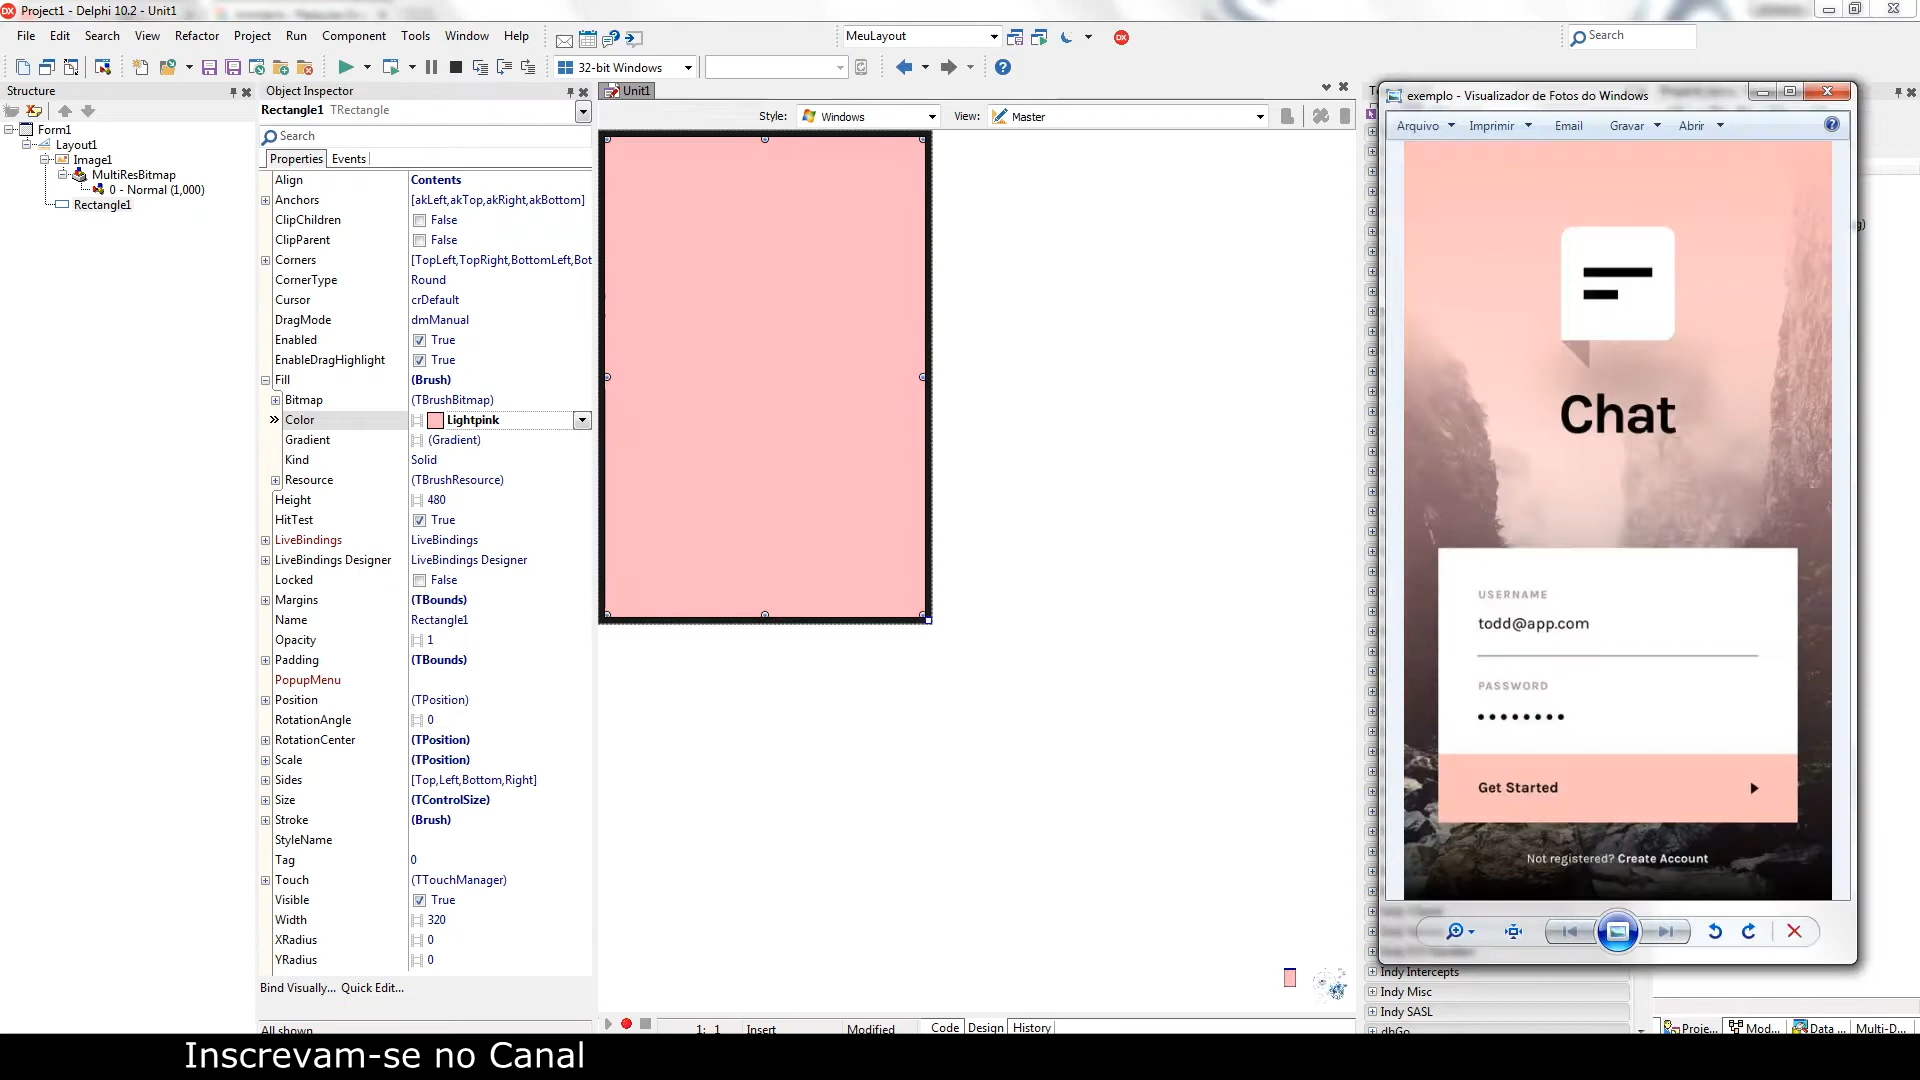 Project1 - Delphi 10.2 - Unit1
File Edit Search View Refactor Project Run Component Tools Window Help
MeuLayout
Search
32-bit Windows
Structure
Form1
Layout1
Image1
MultiResBitmap
0 - Normal (1,000)
Rectangle1
Object Inspector
Rectangle1 TRectangle
Search
Properties Events
Align Contents
Anchors [akLeft,akTop,akRight,akBottom]
ClipChildren False
ClipParent False
Corners [TopLeft,TopRight,BottomLeft,Bot
CornerType Round
Cursor crDefault
DragMode dmManual
Enabled True
EnableDragHighlight True
Fill (Brush)
Bitmap (TBrushBitmap)
Color Lightpink
Gradient (Gradient)
Kind Solid
Resource (TBrushResource)
Height 480
HitTest True
LiveBindings LiveBindings
LiveBindings Designer LiveBindings Designer
Locked False
Margins (TBounds)
Name Rectangle1
Opacity 1
Padding (TBounds)
PopupMenu
Position (TPosition)
RotationAngle 0
RotationCenter (TPosition)
Scale (TPosition)
Sides [Top,Left,Bottom,Right]
Size (TControlSize)
Stroke (Brush)
StyleName
Tag 0
Touch (TTouchManager)
Visible True
Width 320
XRadius 0
YRadius 0
Bind Visually... Quick Edit...
All shown
Unit1
Style: Windows View: Master
1: 1 Insert Modified Code Design History
exemplo - Visualizador de Fotos do Windows
Arquivo Imprimir Email Gravar Abrir
Chat
USERNAME
todd@app.com
PASSWORD
Get Started
Not registered? Create Account
Indy Intercepts
Indy Misc
Indy SASL
dbGo
Proje... Mod... Data ... Multi-D...
Inscrevam-se no Canal